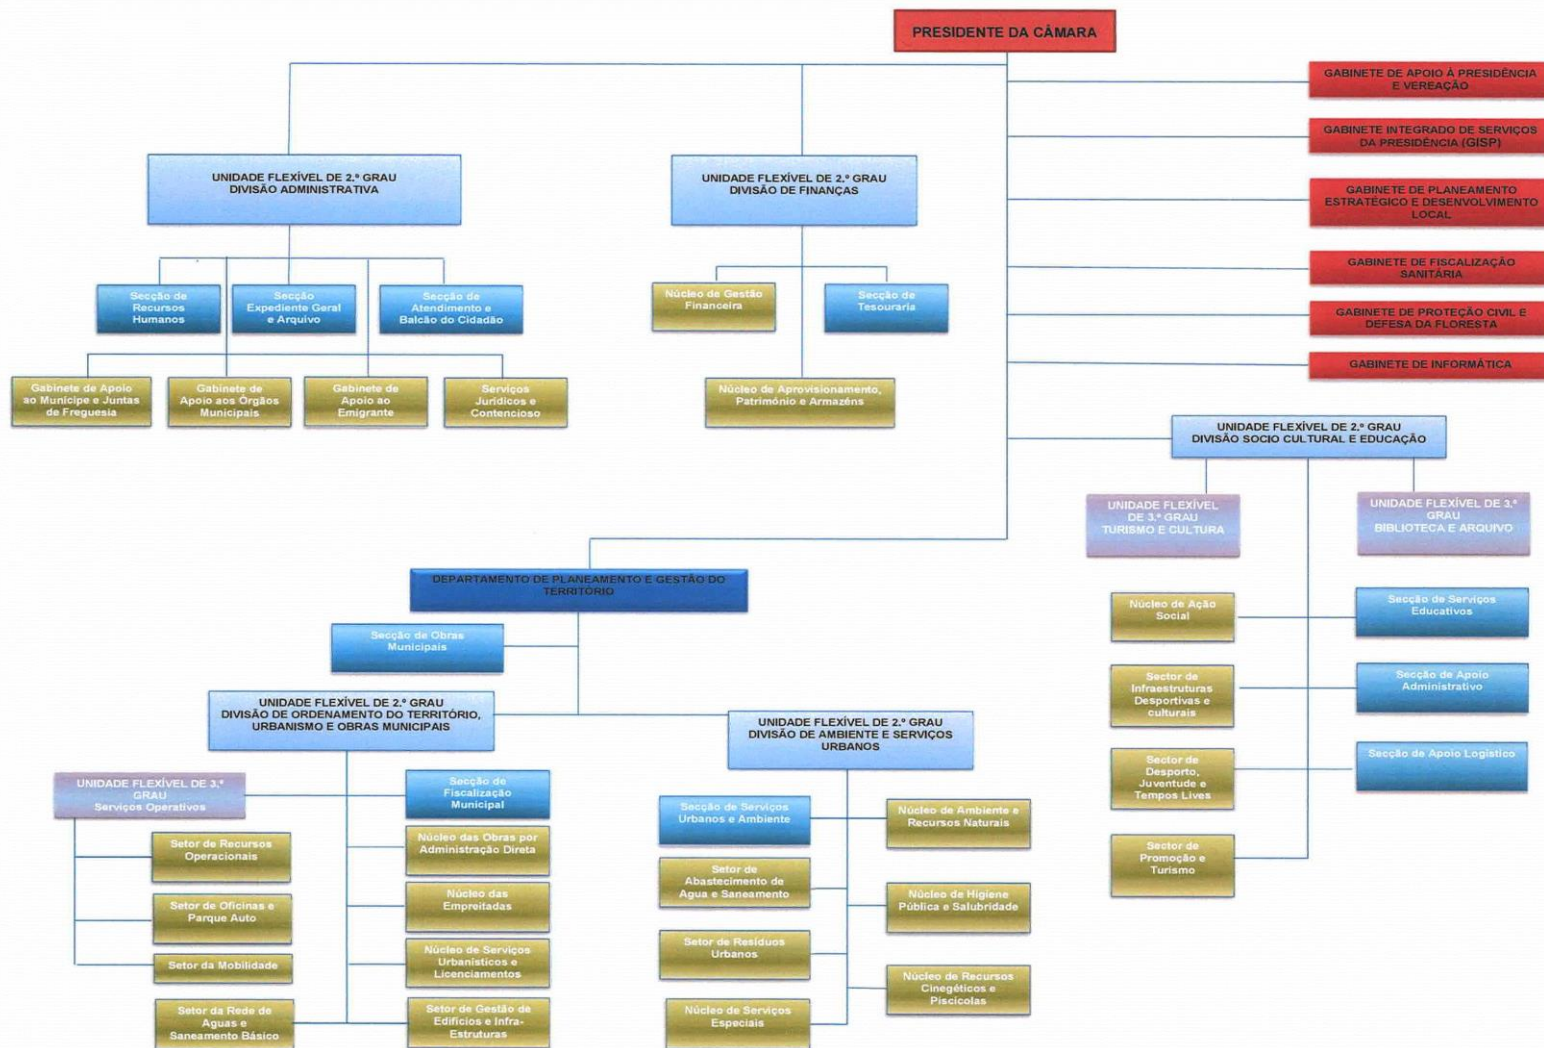 PRESIDENTE DA CÂMARA
GABINETE DE APOIO À PRESIDÊNCIA
E VEREAÇÃO
GABINETE INTEGRADO DE SERVIÇOS
DA PRESIDÊNCIA (GISP)
GABINETE DE PLANEAMENTO
ESTRATÉGICO E DESENVOLVIMENTO
LOCAL
GABINETE DE FISCALIZAÇÃO
SANITÁRIA
GABINETE DE PROTEÇÃO CIVIL E
DEFESA DA FLORESTA
GABINETE DE INFORMÁTICA
UNIDADE FLEXÍVEL DE 2.º GRAU
DIVISÃO ADMINISTRATIVA
Secção de
Recursos
Humanos
Secção
Expediente Geral
e Arquivo
Secção de
Atendimento e
Balcão do Cidadão
Gabinete de Apoio
ao Munícipe e Juntas
de Freguesia
Gabinete de
Apoio aos Órgãos
Municipais
Gabinete de
Apoio ao
Emigrante
Serviços
Jurídicos e
Contencioso
UNIDADE FLEXÍVEL DE 2.º GRAU
DIVISÃO DE FINANÇAS
Núcleo de Gestão
Financeira
Secção de
Tesouraria
Núcleo de Aprovisionamento,
Património e Armazéns
UNIDADE FLEXÍVEL DE 2.º GRAU
DIVISÃO SOCIO CULTURAL E EDUCAÇÃO
UNIDADE FLEXÍVEL
DE 3.º GRAU
TURISMO E CULTURA
UNIDADE FLEXÍVEL DE 3.º
GRAU
BIBLIOTECA E ARQUIVO
Núcleo de Ação
Social
Secção de Serviços
Educativos
Sector de
Infraestruturas
Desportivas e
culturais
Secção de Apoio
Administrativo
Sector de
Desporto,
Juventude e
Tempos Lives
Secção de Apoio Logístico
Sector de
Promoção e
Turismo
DEPARTAMENTO DE PLANEAMENTO E GESTÃO DO
TERRITÓRIO
Secção de Obras
Municipais
UNIDADE FLEXÍVEL DE 2.º GRAU
DIVISÃO DE ORDENAMENTO DO TERRITÓRIO,
URBANISMO E OBRAS MUNICIPAIS
UNIDADE FLEXÍVEL DE 3.º
GRAU
Serviços Operativos
Setor de Recursos
Operacionais
Setor de Oficinas e
Parque Auto
Setor da Mobilidade
Setor da Rede de
Aguas e
Saneamento Básico
Secção de
Fiscalização
Municipal
Núcleo das Obras por
Administração Direta
Núcleo das
Empreitadas
Núcleo de Serviços
Urbanísticos e
Licenciamentos
Setor de Gestão de
Edifícios e Infra-
Estruturas
UNIDADE FLEXÍVEL DE 2.º GRAU
DIVISÃO DE AMBIENTE E SERVIÇOS
URBANOS
Secção de Serviços
Urbanos e Ambiente
Setor de
Abastecimento de
Agua e Saneamento
Setor de Resíduos
Urbanos
Núcleo de Serviços
Especiais
Núcleo de Ambiente e
Recursos Naturais
Núcleo de Higiene
Pública e Salubridade
Núcleo de Recursos
Cinegéticos e
Piscícolas